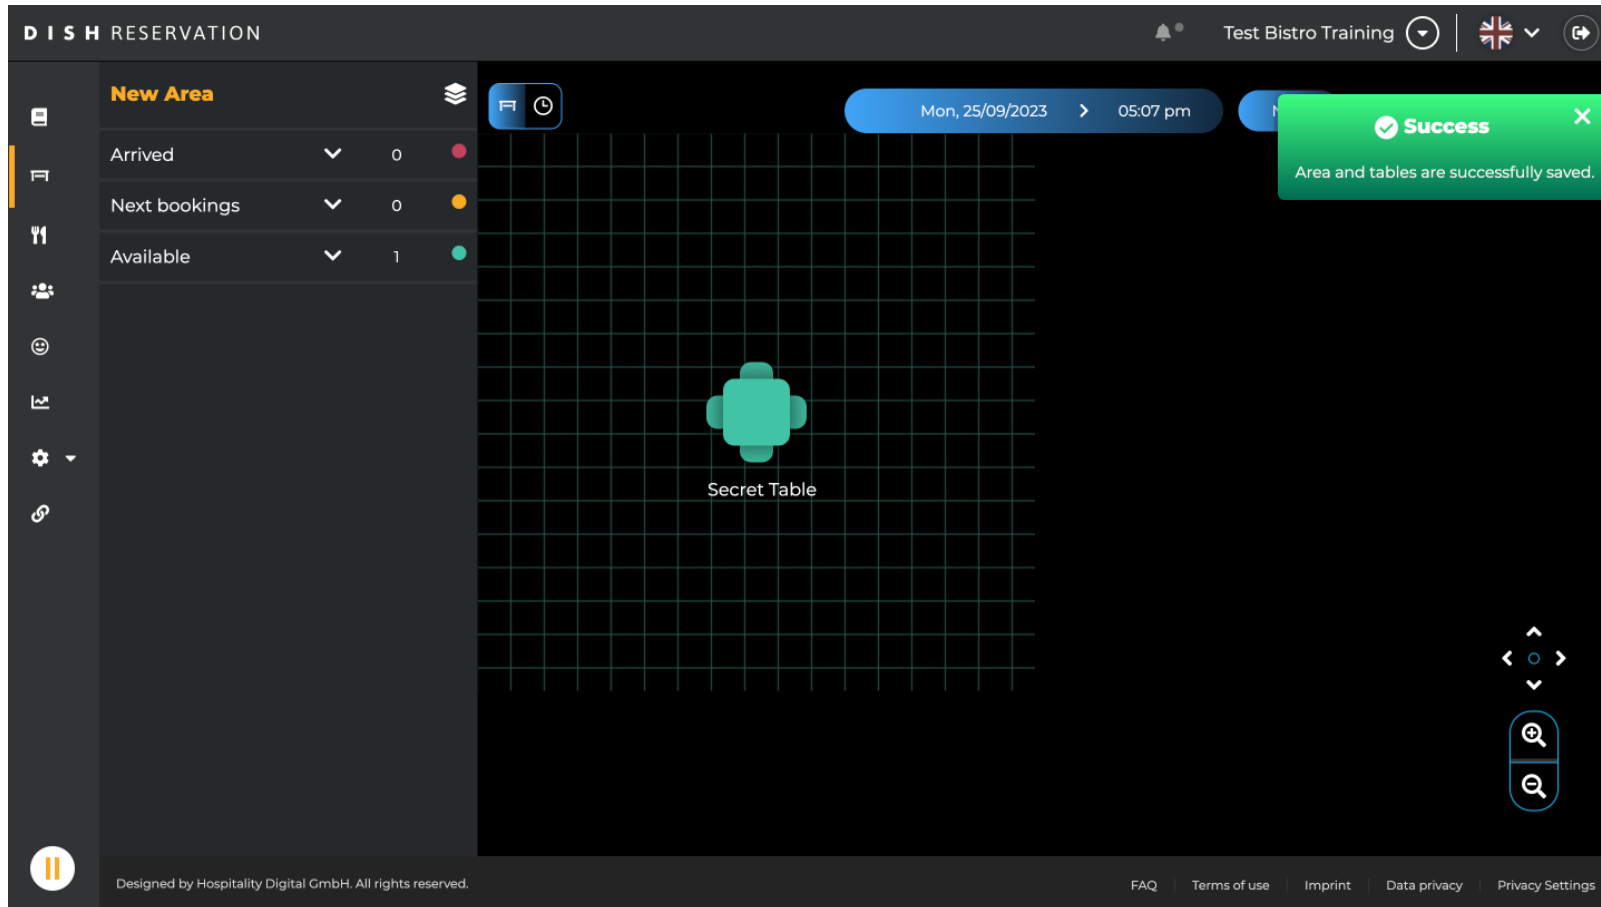 DISH RESERVATION
Test Bistro Training
New Area
Mon, 25/09/2023
05:07 pm
Success
Area and tables are successfully saved.
Arrived 0
Next bookings 0
Available 1
Secret Table
Designed by Hospitality Digital GmbH. All rights reserved.
FAQ
Terms of use
Imprint
Data privacy
Privacy Settings